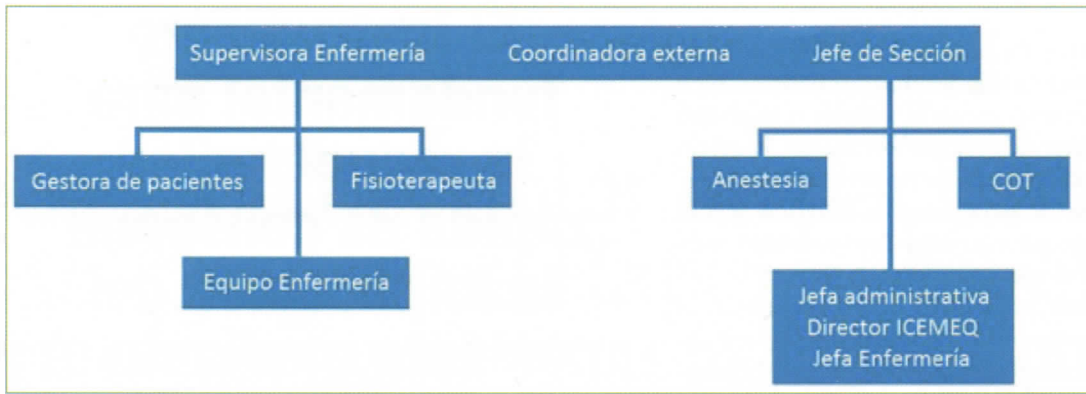 Supervisora Enfermería Coordinadora externa Jefe de Sección
Gestora de pacientes Fisioterapeuta Anestesia COT
Equipo Enfermería
Jefa administrativa
Director ICEMEQ
Jefa Enfermería